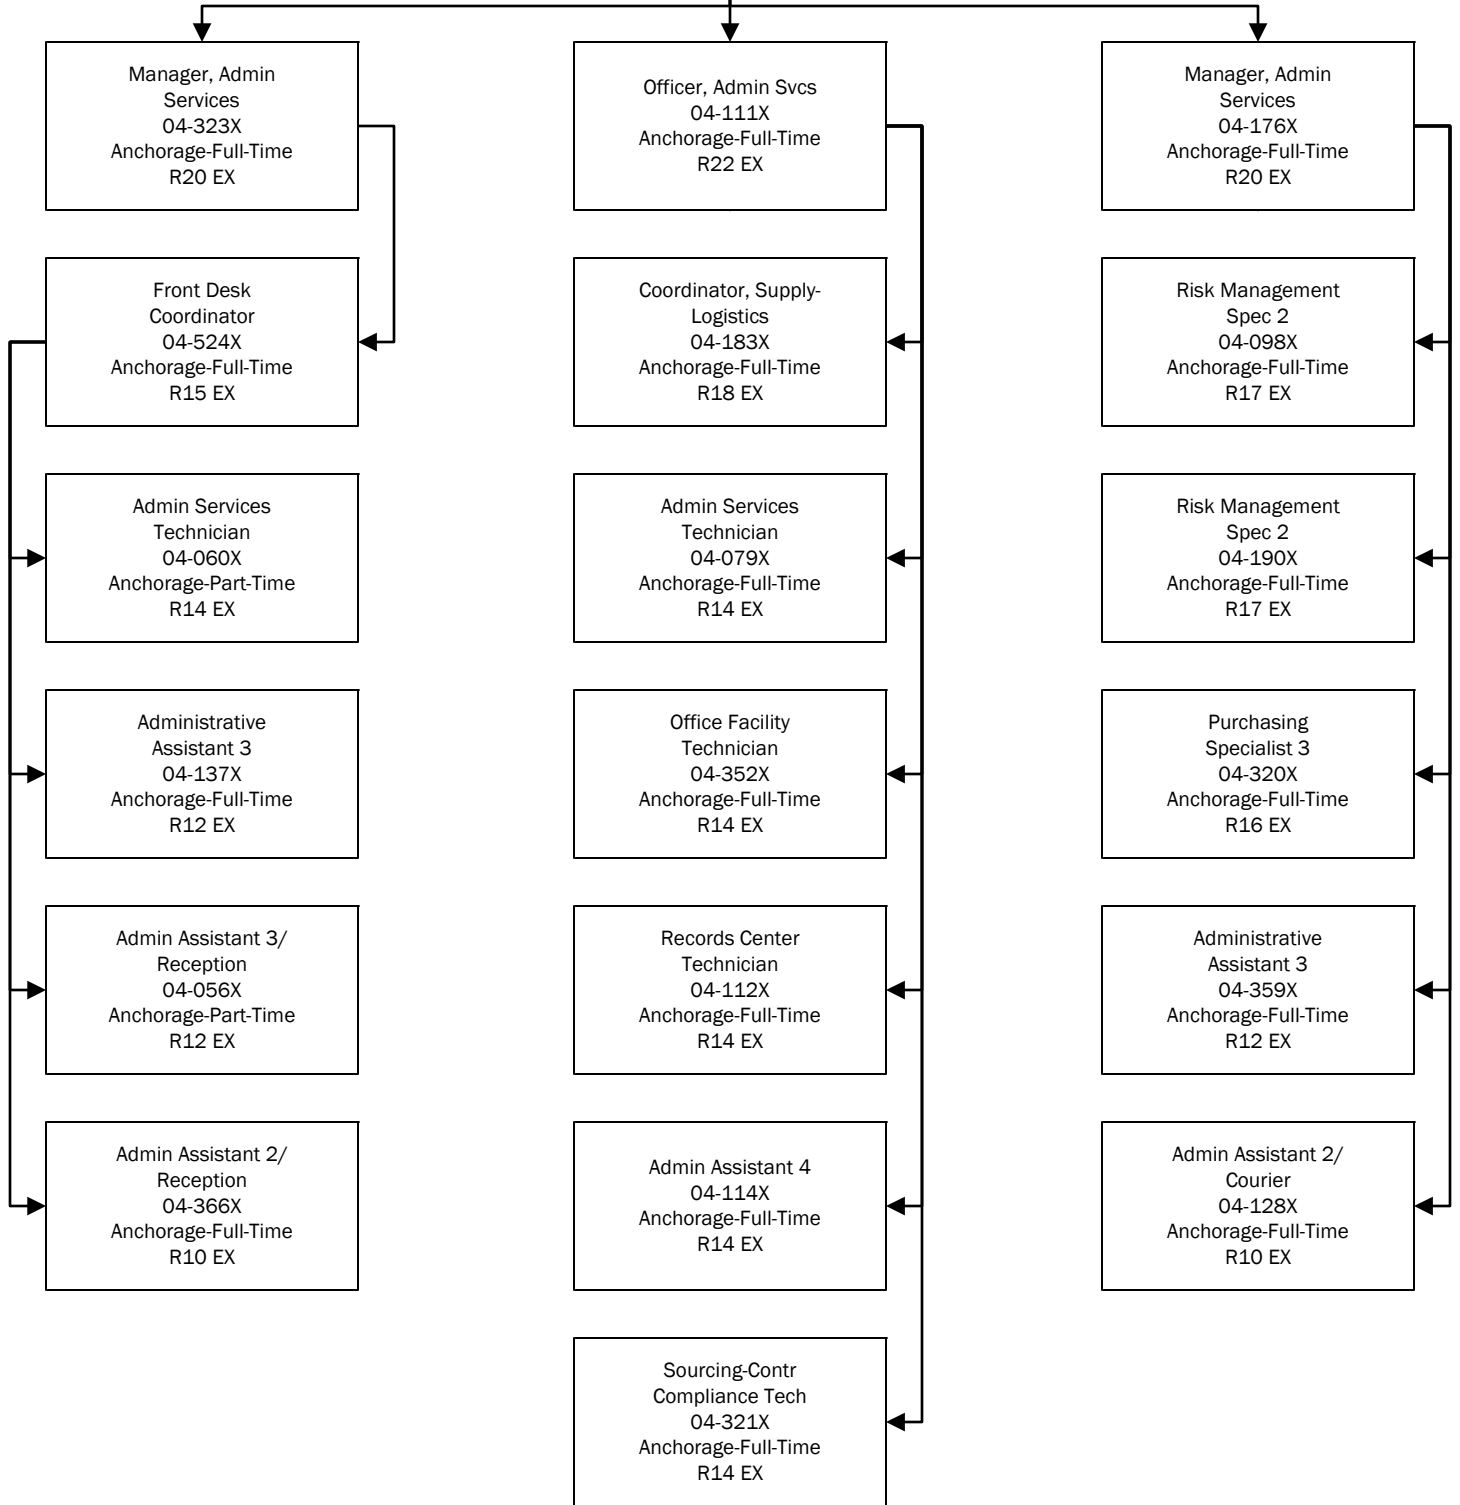 Manager, Admin
Services
04-323X
Anchorage-Full-Time
R20 EX
Officer, Admin Svcs
04-111X
Anchorage-Full-Time
R22 EX
Manager, Admin
Services
04-176X
Anchorage-Full-Time
R20 EX
Front Desk
Coordinator
04-524X
Anchorage-Full-Time
R15 EX
Coordinator, Supply-
Logistics
04-183X
Anchorage-Full-Time
R18 EX
Risk Management
Spec 2
04-098X
Anchorage-Full-Time
R17 EX
Admin Services
Technician
04-060X
Anchorage-Part-Time
R14 EX
Admin Services
Technician
04-079X
Anchorage-Full-Time
R14 EX
Risk Management
Spec 2
04-190X
Anchorage-Full-Time
R17 EX
Administrative
Assistant 3
04-137X
Anchorage-Full-Time
R12 EX
Office Facility
Technician
04-352X
Anchorage-Full-Time
R14 EX
Purchasing
Specialist 3
04-320X
Anchorage-Full-Time
R16 EX
Admin Assistant 3/
Reception
04-056X
Anchorage-Part-Time
R12 EX
Records Center
Technician
04-112X
Anchorage-Full-Time
R14 EX
Administrative
Assistant 3
04-359X
Anchorage-Full-Time
R12 EX
Admin Assistant 2/
Reception
04-366X
Anchorage-Full-Time
R10 EX
Admin Assistant 4
04-114X
Anchorage-Full-Time
R14 EX
Admin Assistant 2/
Courier
04-128X
Anchorage-Full-Time
R10 EX
Sourcing-Contr
Compliance Tech
04-321X
Anchorage-Full-Time
R14 EX